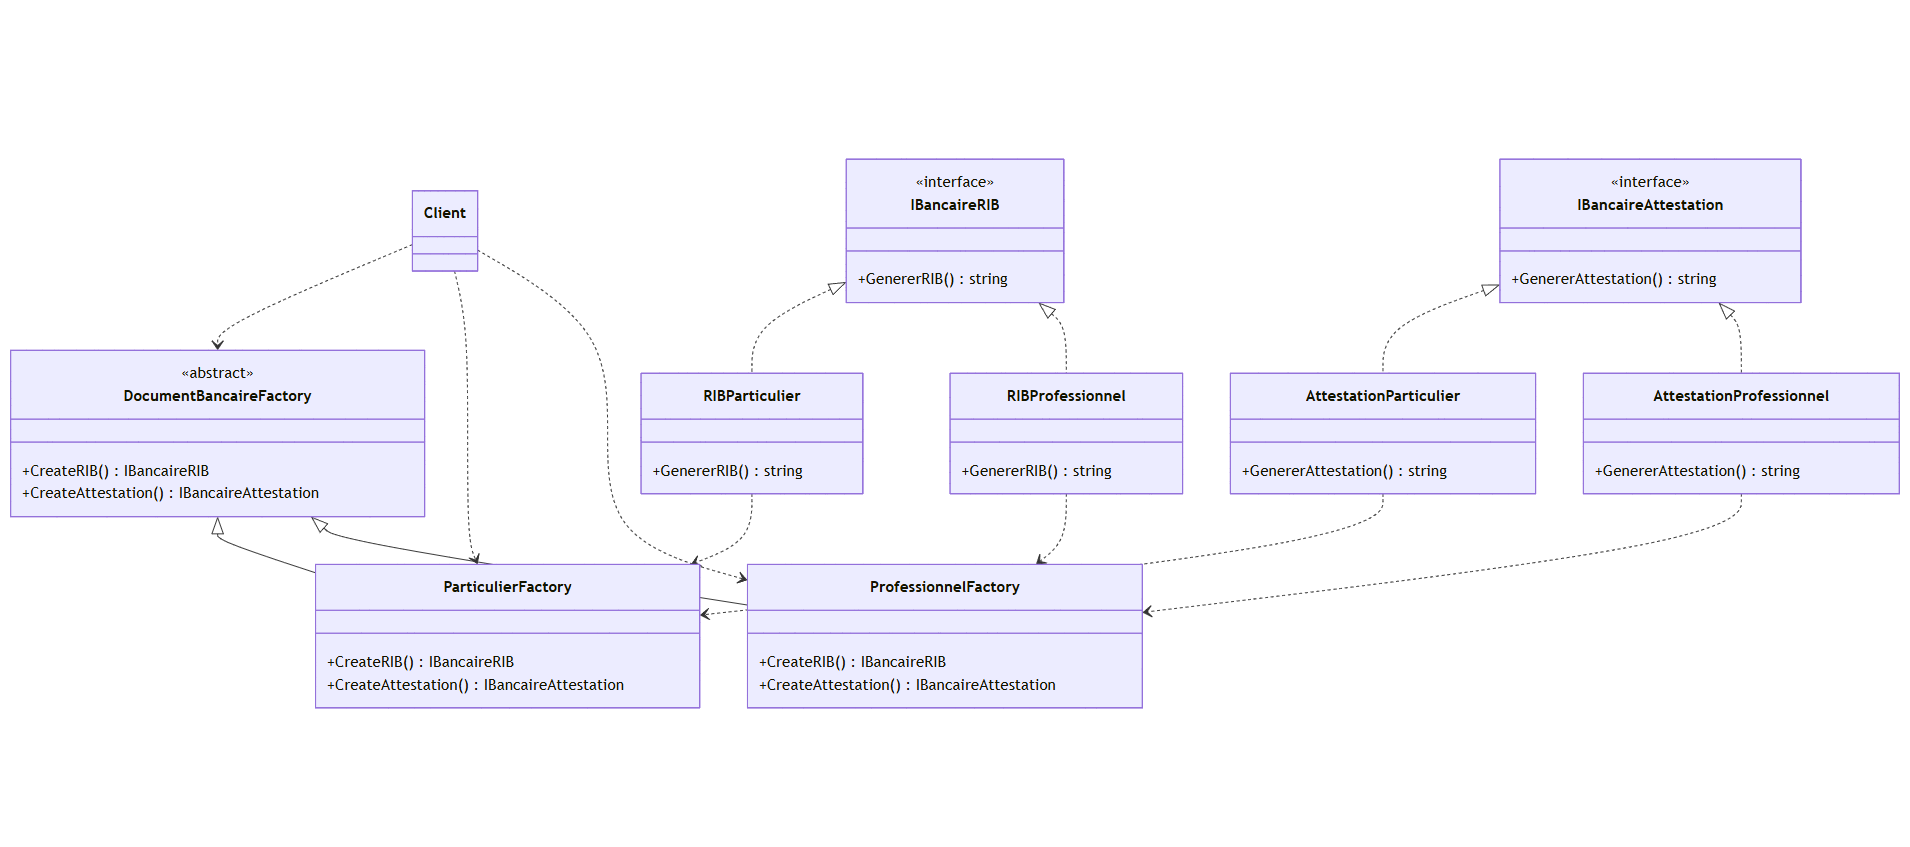 Client
«interface»
IBancaireRIB
+GenererRIB() : string
«interface»
IBancaireAttestation
+GenererAttestation() : string
«abstract»
DocumentBancaireFactory
+CreateRIB() : IBancaireRIB
+CreateAttestation() : IBancaireAttestation
RIBParticulier
+GenererRIB() : string
RIBProfessionnel
+GenererRIB() : string
AttestationParticulier
+GenererAttestation() : string
AttestationProfessionnel
+GenererAttestation() : string
ParticulierFactory
+CreateRIB() : IBancaireRIB
+CreateAttestation() : IBancaireAttestation
ProfessionnelFactory
+CreateRIB() : IBancaireRIB
+CreateAttestation() : IBancaireAttestation